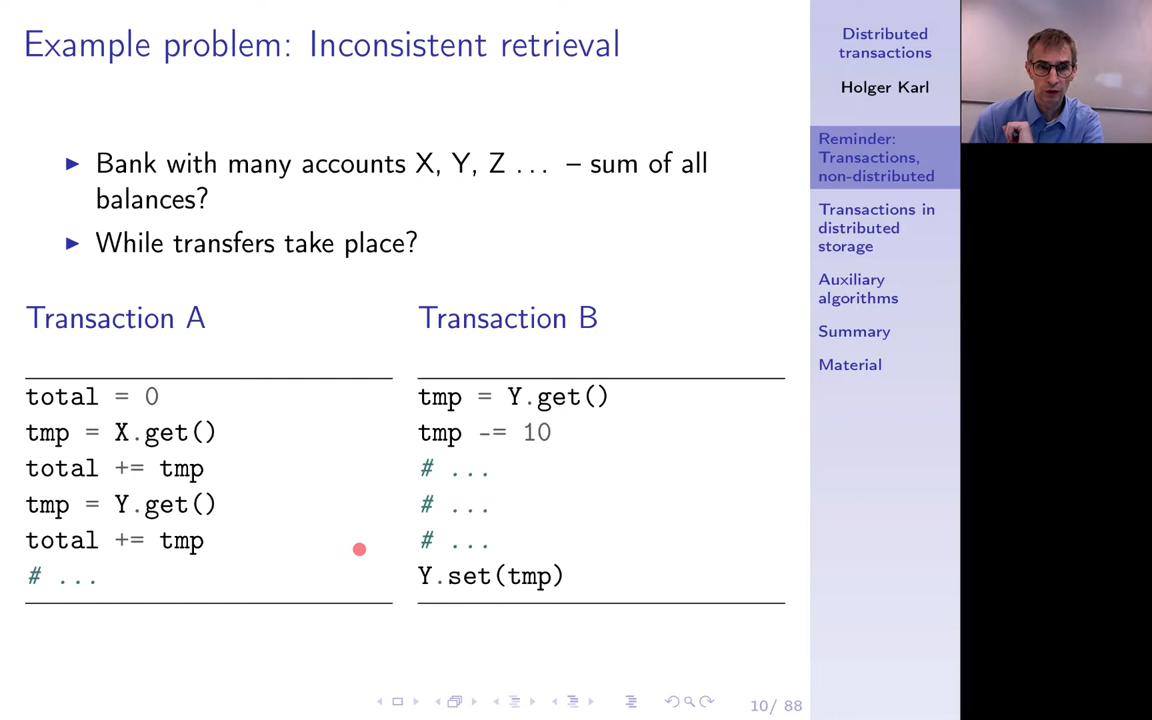 Example problem: Inconsistent retrieval
▶ Bank with many accounts X, Y, Z ... – sum of all
balances?
▶ While transfers take place?
Transaction A
total = 0
tmp = X.get()
total += tmp
tmp = Y.get()
total += tmp
# ...
Transaction B
tmp = Y.get()
tmp -= 10
# ...
# ...
# ...
Y.set(tmp)
10/ 88
Distributed
transactions
Holger Karl
Reminder:
Transactions,
non-distributed
Transactions in
distributed
storage
Auxiliary
algorithms
Summary
Material